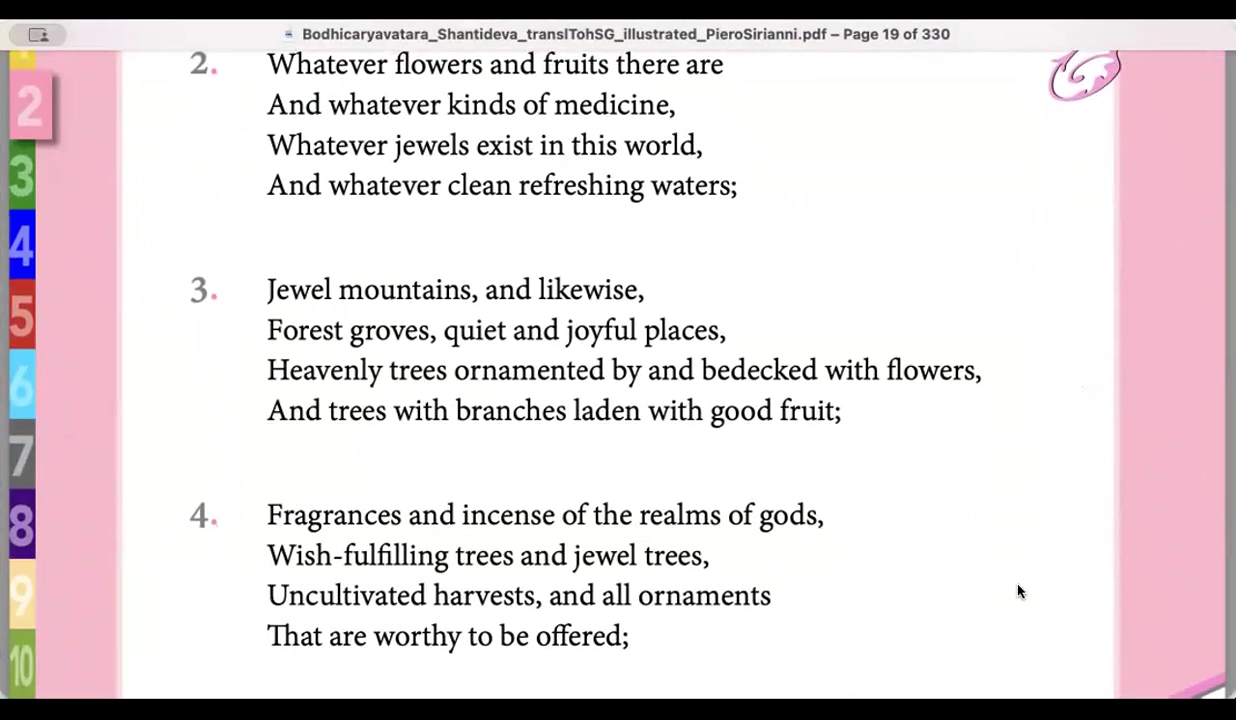 Bodhicaryavatara_Shantideva_translTohSG_illustrated_PieroSirianni.pdf – Page 19 of 330
2. Whatever flowers and fruits there are
And whatever kinds of medicine,
Whatever jewels exist in this world,
And whatever clean refreshing waters;
3. Jewel mountains, and likewise,
Forest groves, quiet and joyful places,
Heavenly trees ornamented by and bedecked with flowers,
And trees with branches laden with good fruit;
4. Fragrances and incense of the realms of gods,
Wish-fulfilling trees and jewel trees,
Uncultivated harvests, and all ornaments
That are worthy to be offered;
2
3
4
5
6
7
8
9
10